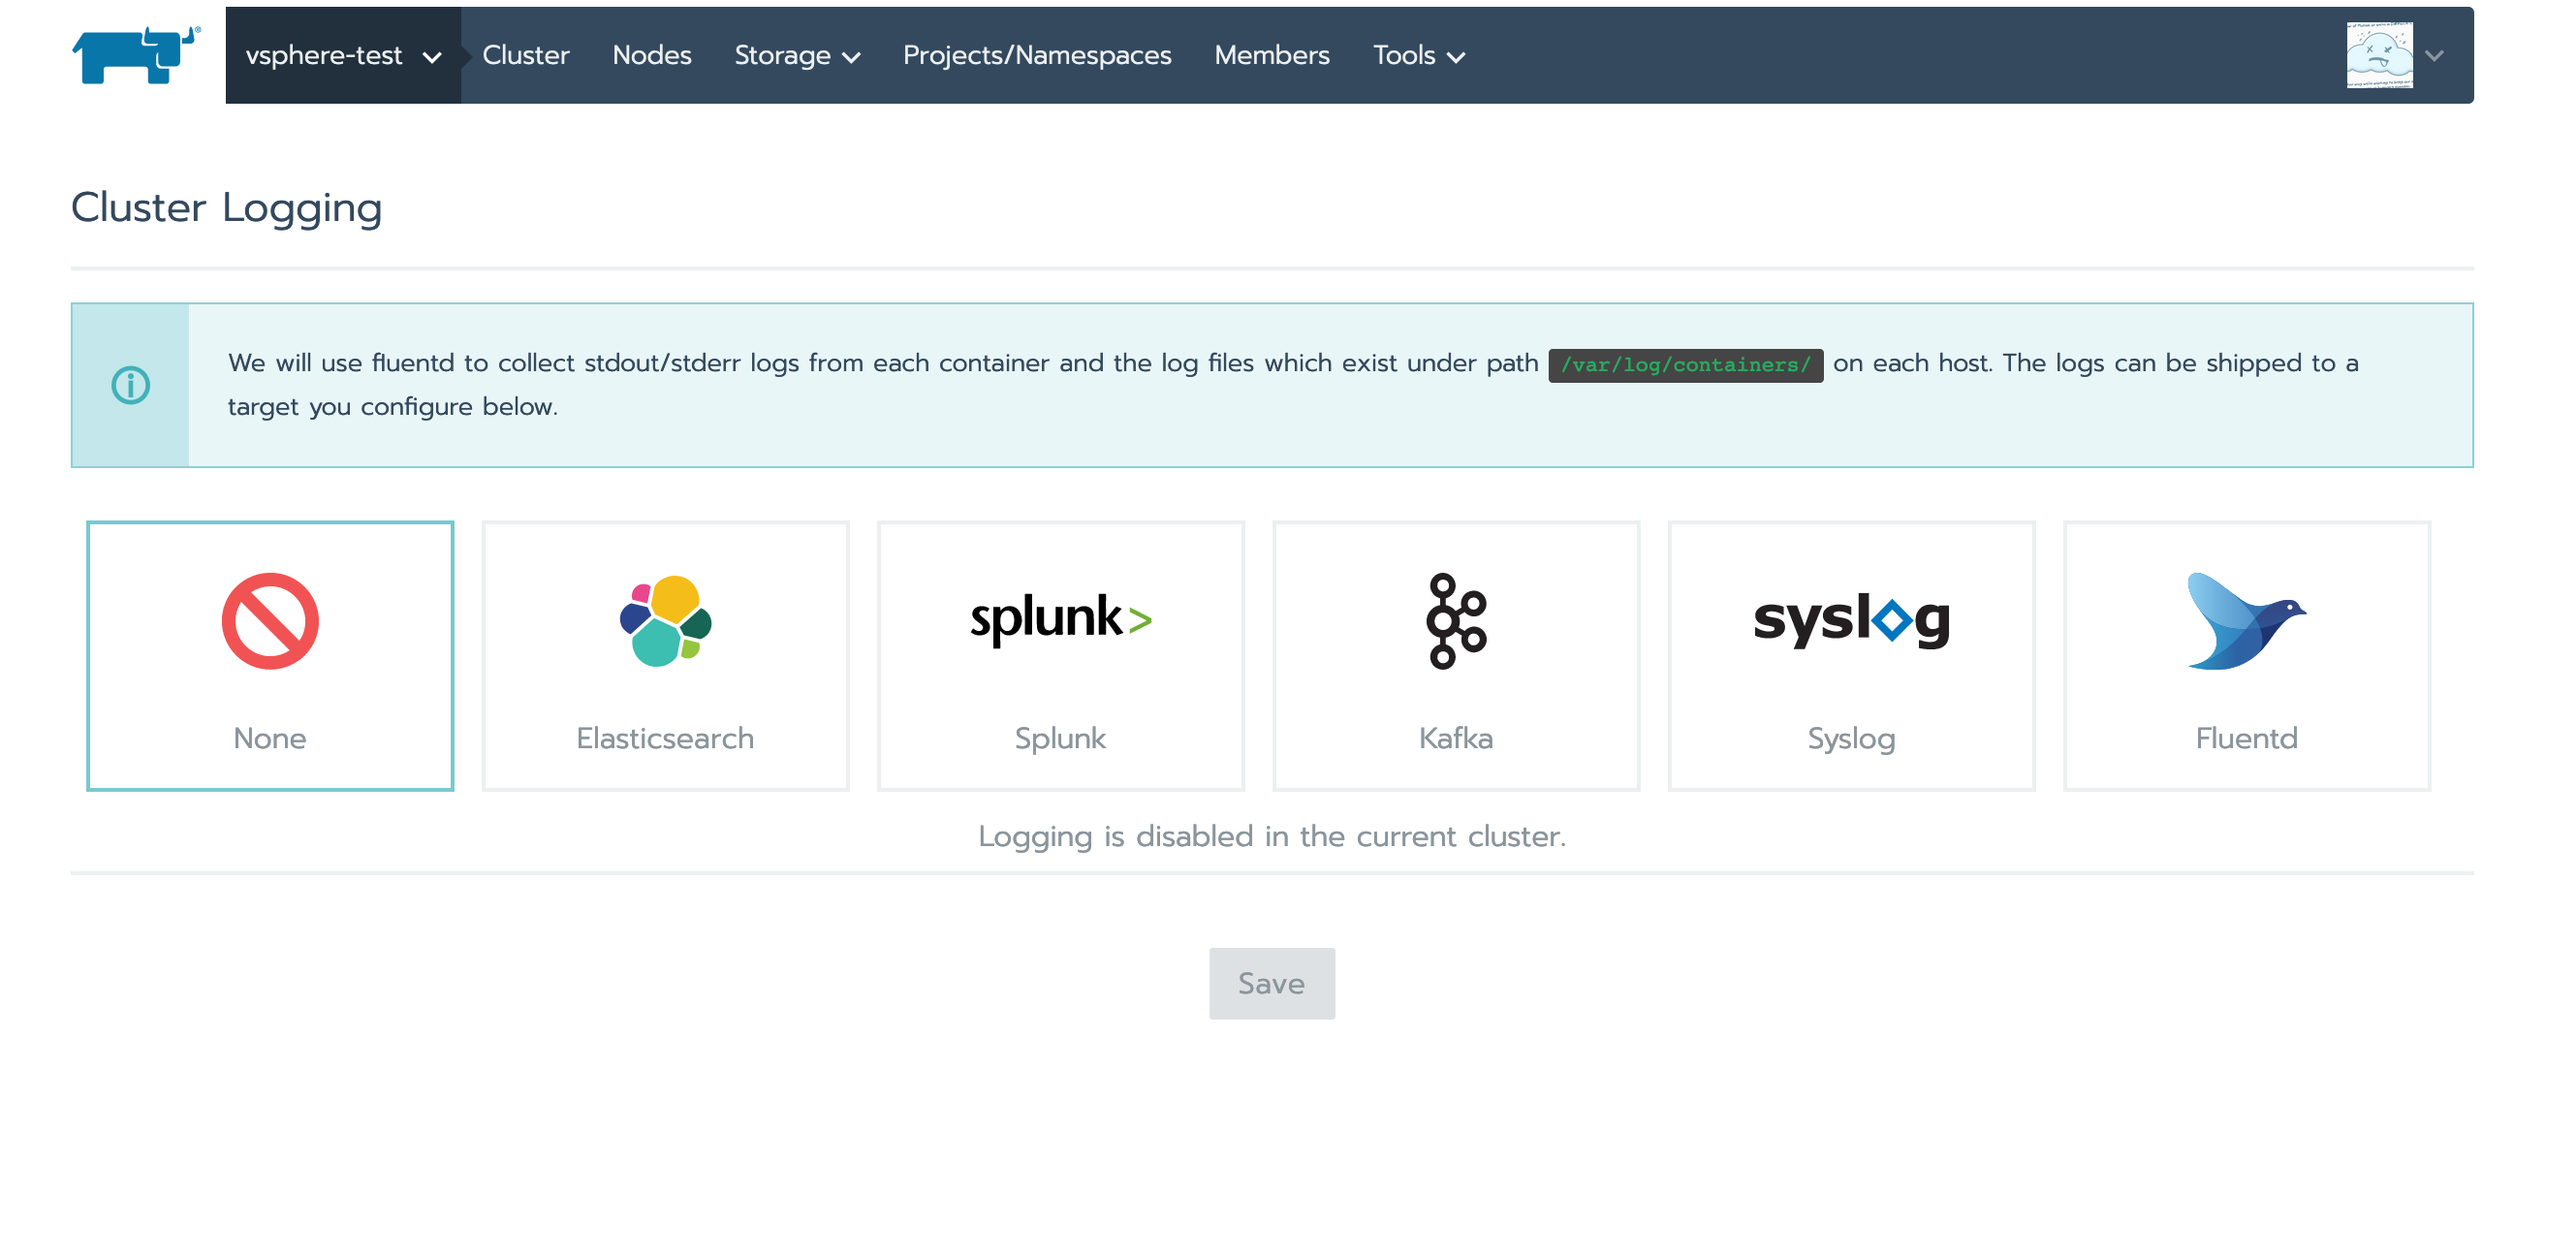 vsphere-test Cluster Nodes Storage Projects/Namespaces Members Tools
Cluster Logging
We will use fluentd to collect stdout/stderr logs from each container and the log files which exist under path /var/log/containers/ on each host. The logs can be shipped to a
target you configure below.
splunk> syslog
None Elasticsearch Splunk Kafka Syslog Fluentd
Logging is disabled in the current cluster.
Save